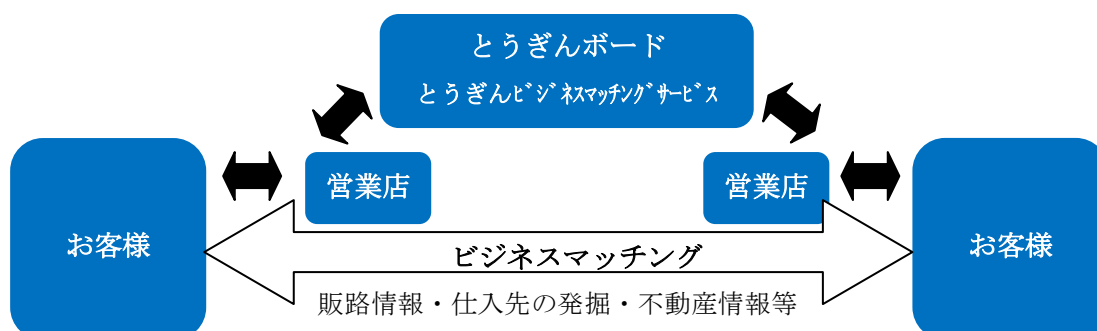 とうぎんボード
とうぎんﾋﾞｼﾞﾈｽﾏｯﾁﾝｸﾞｻｰﾋﾞｽ
営業店
営業店
お客様
お客様
ビジネスマッチング
販路情報・仕入先の発掘・不動産情報等